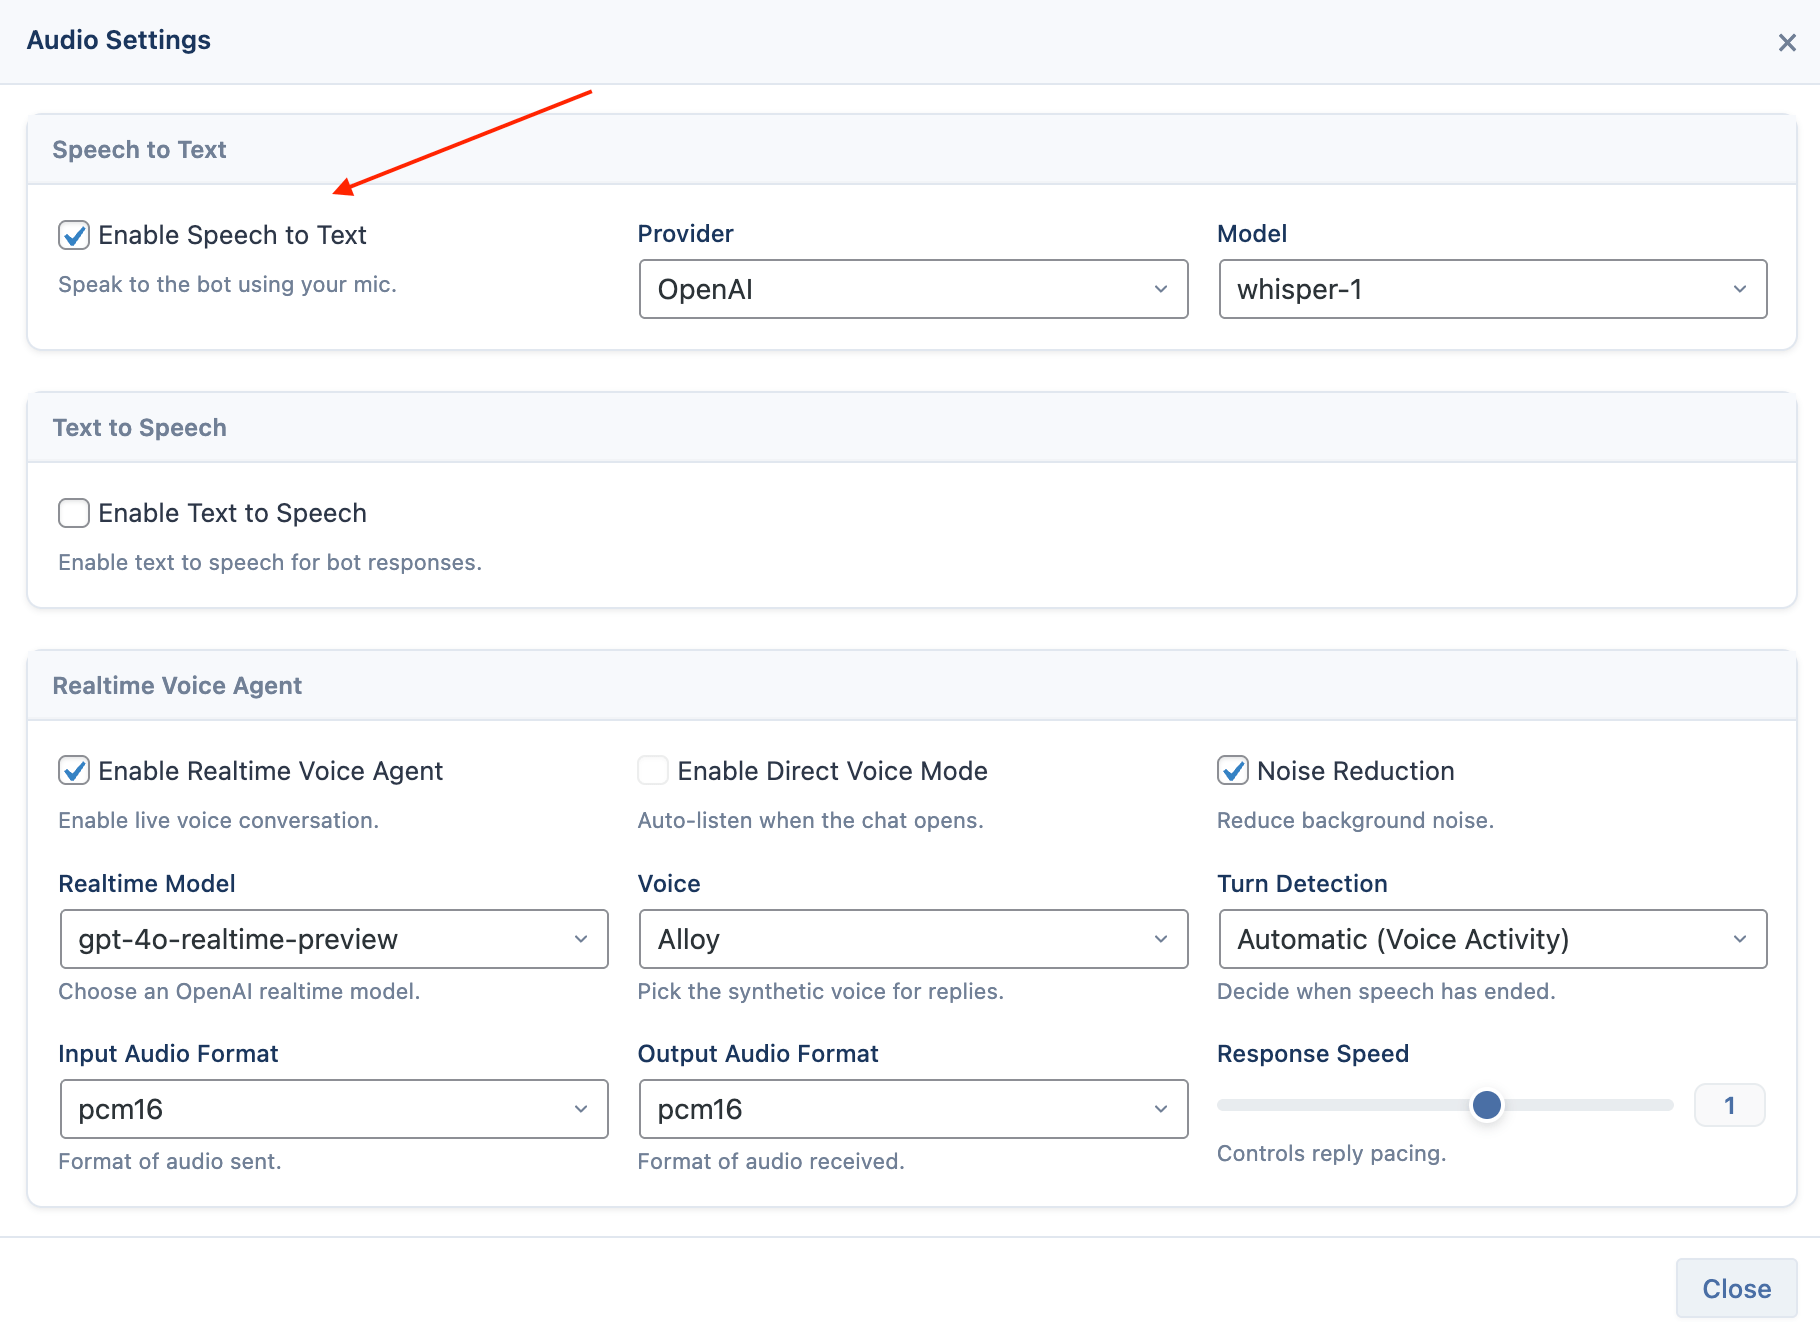 Audio Settings
Speech to Text
Enable Speech to Text
Speak to the bot using your mic.
Provider
OpenAI
Model
whisper-1
Text to Speech
Enable Text to Speech
Enable text to speech for bot responses.
Realtime Voice Agent
Enable Realtime Voice Agent
Enable live voice conversation.
Enable Direct Voice Mode
Auto-listen when the chat opens.
Noise Reduction
Reduce background noise.
Realtime Model
gpt-4o-realtime-preview
Choose an OpenAI realtime model.
Voice
Alloy
Pick the synthetic voice for replies.
Turn Detection
Automatic (Voice Activity)
Decide when speech has ended.
Input Audio Format
pcm16
Format of audio sent.
Output Audio Format
pcm16
Format of audio received.
Response Speed
1
Controls reply pacing.
Close